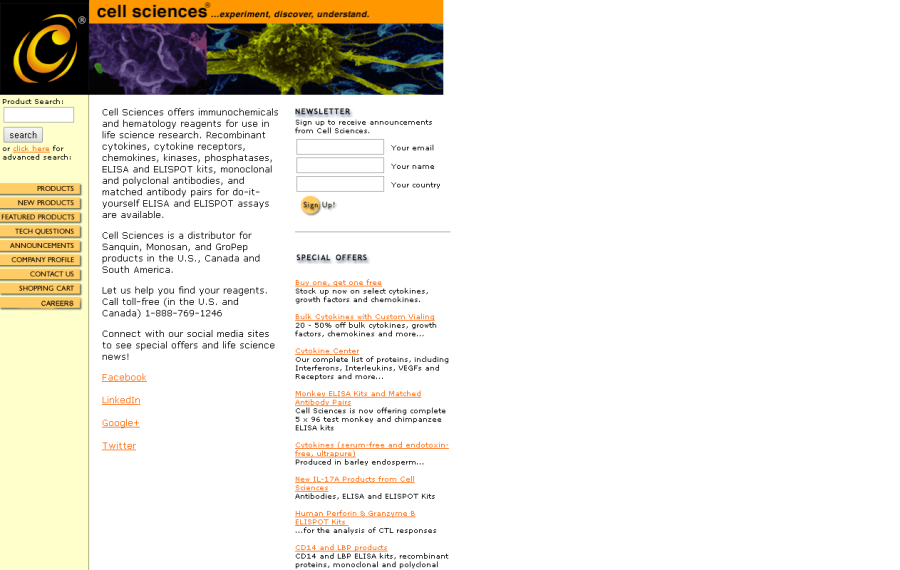 cell sciences® ...experiment, discover, understand.
®
Product Search:
search
or click here for
advanced search:
PRODUCTS
NEW PRODUCTS
FEATURED PRODUCTS
TECH QUESTIONS
ANNOUNCEMENTS
COMPANY PROFILE
CONTACT US
SHOPPING CART
CAREERS
Cell Sciences offers immunochemicals
and hematology reagents for use in
life science research. Recombinant
cytokines, cytokine receptors,
chemokines, kinases, phosphatases,
ELISA and ELISPOT kits, monoclonal
and polyclonal antibodies, and
matched antibody pairs for do-it-
yourself ELISA and ELISPOT assays
are available.
Cell Sciences is a distributor for
Sanquin, Monosan, and GroPep
products in the U.S., Canada and
South America.
Let us help you find your reagents.
Call toll-free (in the U.S. and
Canada) 1-888-769-1246
Connect with our social media sites
to see special offers and life science
news!
Facebook
LinkedIn
Google+
Twitter
NEWSLETTER
Sign up to receive announcements
from Cell Sciences.
Your email
Your name
Your country
Sign Up!
SPECIAL OFFERS
Buy one, get one free
Stock up now on select cytokines,
growth factors and chemokines.
Bulk Cytokines with Custom Vialing
20 - 50% off bulk cytokines, growth
factors, chemokines and more...
Cytokine Center
Our complete list of proteins, including
Interferons, Interleukins, VEGFs and
Receptors and more...
Monkey ELISA Kits and Matched
Antibody Pairs
Cell Sciences is now offering complete
5 x 96 test monkey and chimpanzee
ELISA kits
Cytokines (serum-free and endotoxin-
free, ultrapure)
Produced in barley endosperm...
New IL-17A Products from Cell
Sciences
Antibodies, ELISA and ELISPOT Kits
Human Perforin & Granzyme B
ELISPOT Kits
...for the analysis of CTL responses
CD14 and LBP products
CD14 and LBP ELISA kits, recombinant
proteins, monoclonal and polyclonal